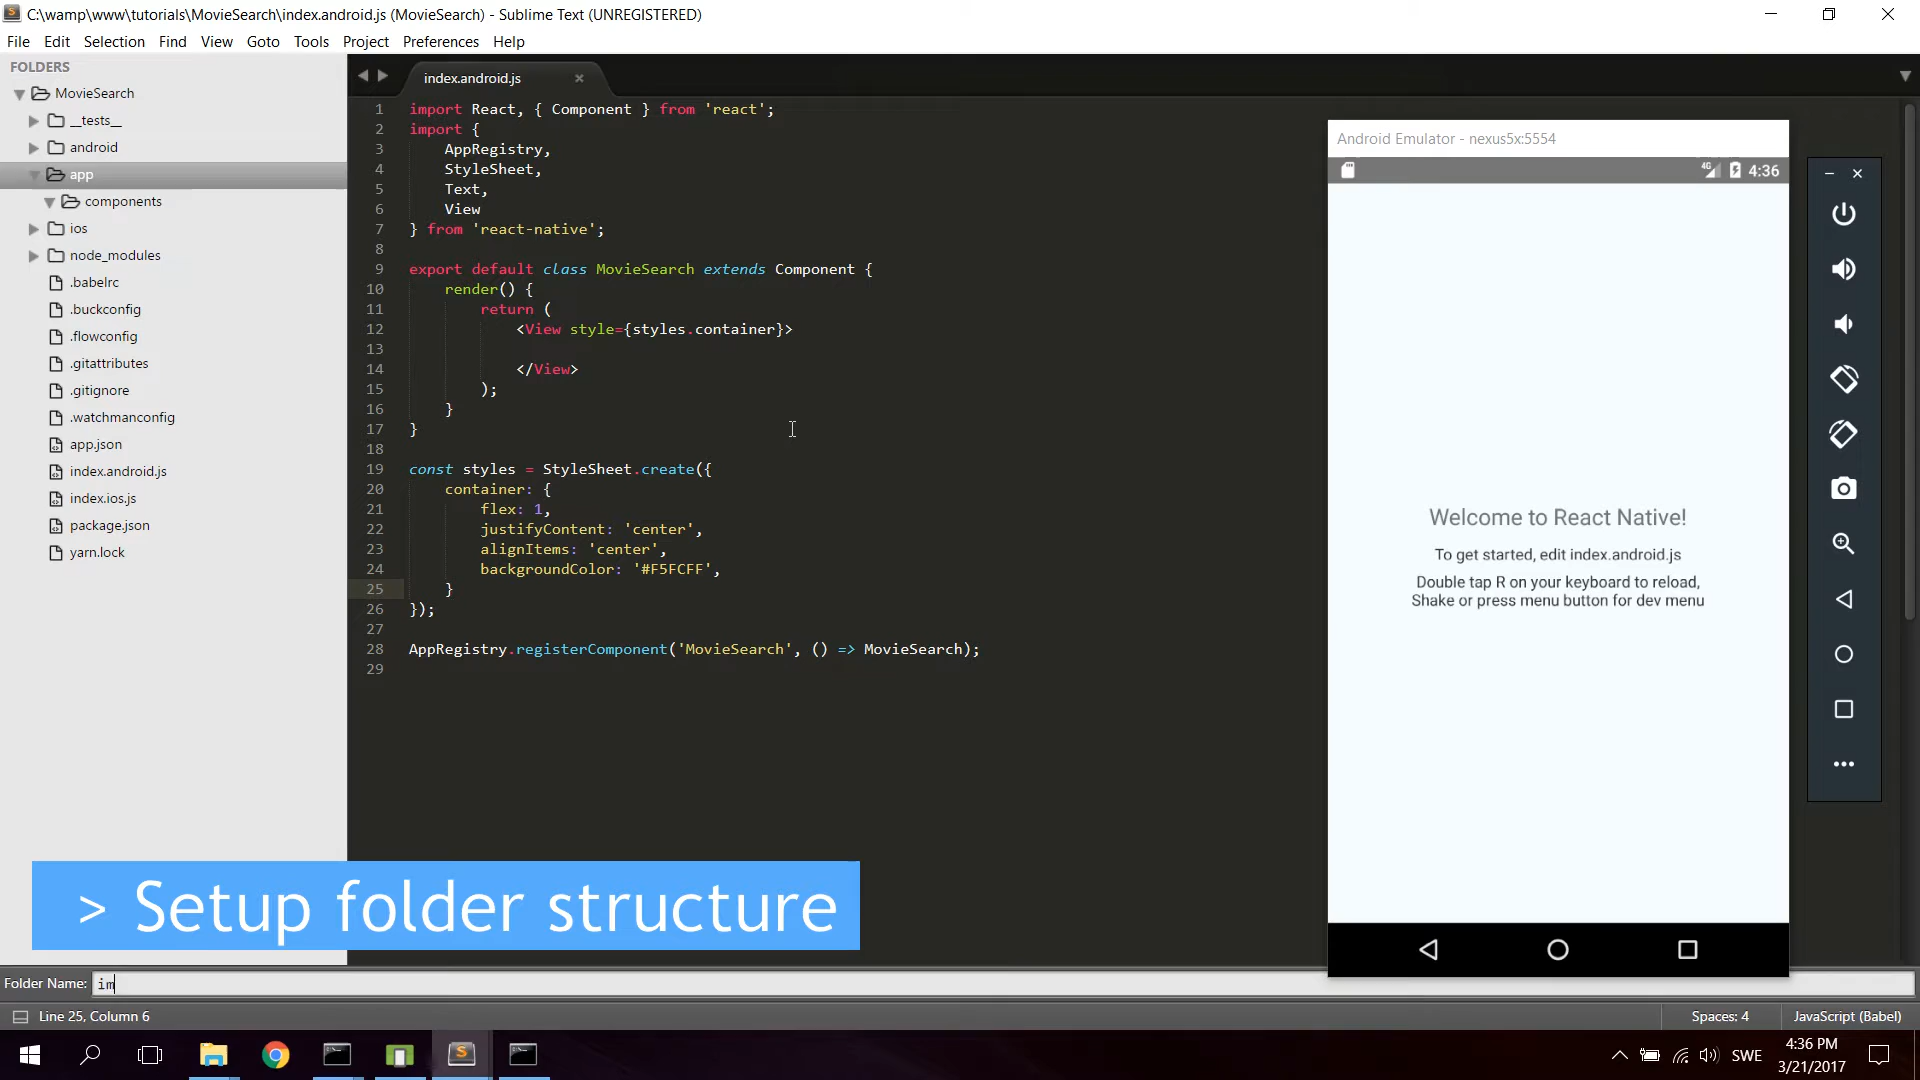 C:\wamp\www\tutorials\MovieSearch\index.android.js (MovieSearch) - Sublime Text (UNREGISTERED)
File Edit Selection Find View Goto Tools Project Preferences Help
FOLDERS
MovieSearch
__tests__
android
app
components
ios
node_modules
.babelrc
.buckconfig
.flowconfig
.gitattributes
.gitignore
.watchmanconfig
app.json
index.android.js
index.ios.js
package.json
yarn.lock
index.android.js
1 import React, { Component } from 'react';
2 import {
3 AppRegistry,
4 StyleSheet,
5 Text,
6 View
7 } from 'react-native';
8
9 export default class MovieSearch extends Component {
10 render() {
11 return (
12 <View style={styles.container}>
13
14 </View>
15 );
16 }
17 }
18
19 const styles = StyleSheet.create({
20 container: {
21 flex: 1,
22 justifyContent: 'center',
23 alignItems: 'center',
24 backgroundColor: '#F5FCFF',
25 }
26 });
27
28 AppRegistry.registerComponent('MovieSearch', () => MovieSearch);
29
Android Emulator - nexus5x:5554
4G 4:36
Welcome to React Native!
To get started, edit index.android.js
Double tap R on your keyboard to reload,
Shake or press menu button for dev menu
> Setup folder structure
Folder Name: im
Line 25, Column 6
Spaces: 4
JavaScript (Babel)
SWE
4:36 PM
3/21/2017